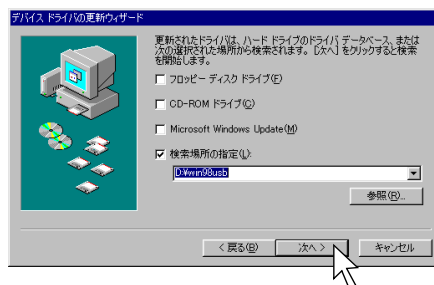 デバイス ドライバの更新ウィザード
更新されたドライバは、ハード ドライブのドライバ データベース、または
次の選択された場所から検索されます。[次へ] をクリックすると検索
を開始します。
フロッピー ディスク ドライブ(F)
CD-ROM ドライブ(C)
Microsoft Windows Update(M)
検索場所の指定(L):
D:¥win98usb
参照(R)...
< 戻る(B) 次へ > キャンセル